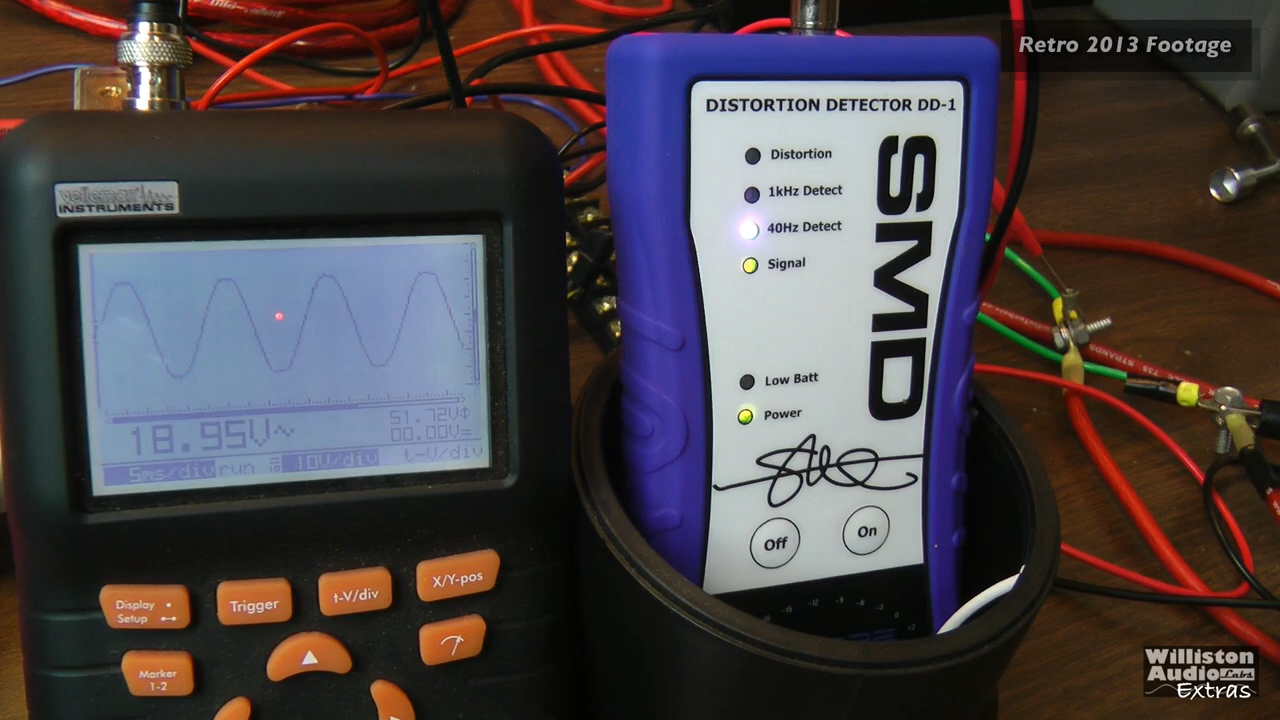 Retro 2013 Footage
velleman
INSTRUMENTS
18.95V~
51.72V
00.00V=
5ms/div run
10V/div
t-V/div
Display
Setup
Trigger
t-V/div
X/Y-pos
Marker
1-2
DISTORTION DETECTOR DD-1
Distortion
1kHz Detect
40Hz Detect
Signal
SMD
Low Batt
Power
Off
On
STRANDS
Williston
Audio Labs
Extras